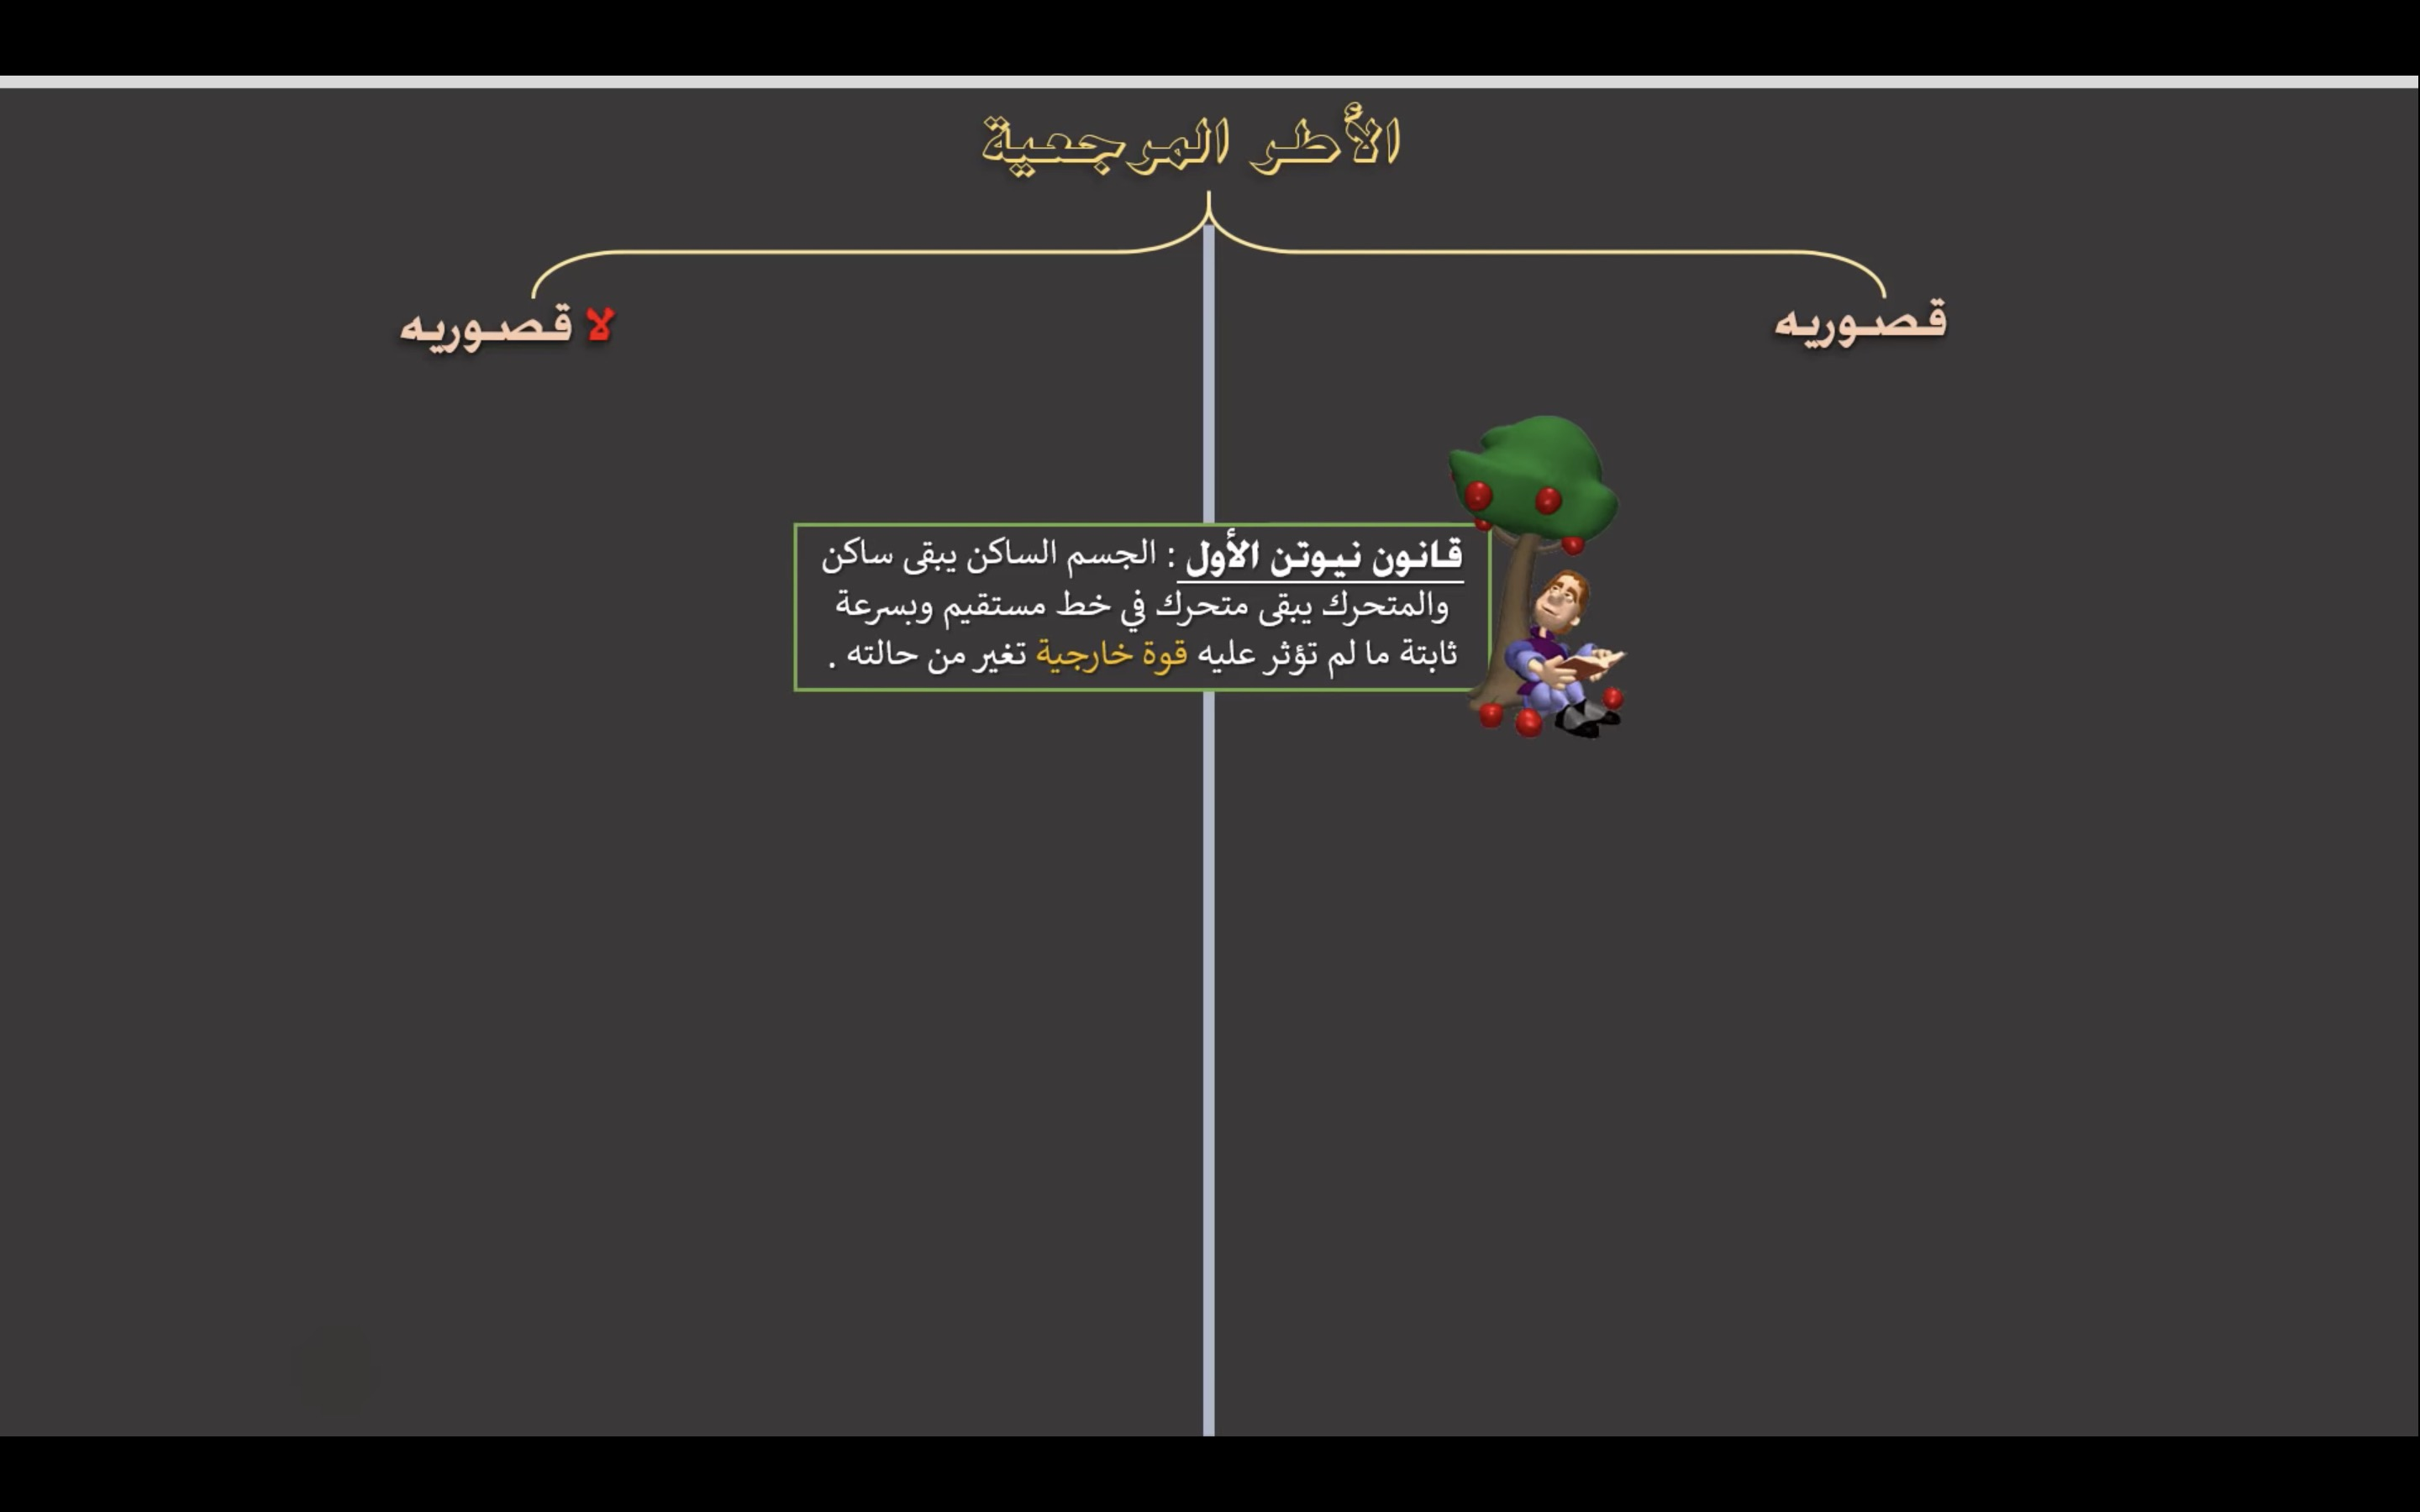 الأطر المرجعية
قصوريه
لا قصوريه
قانون نيوتن الأول : الجسم الساكن يبقى ساكن
والمتحرك يبقى متحرك في خط مستقيم وبسرعة
ثابتة ما لم تؤثر عليه قوة خارجية تغير من حالته .